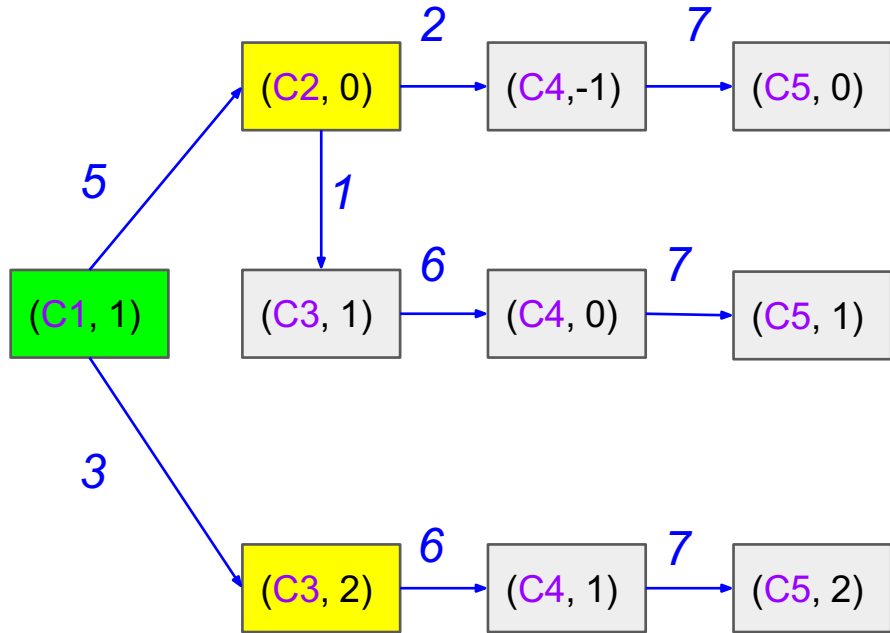 2
7
(C2, 0)
(C4,-1)
(C5, 0)
5
1
6
7
(C1, 1)
(C3, 1)
(C4, 0)
(C5, 1)
3
6
7
(C3, 2)
(C4, 1)
(C5, 2)